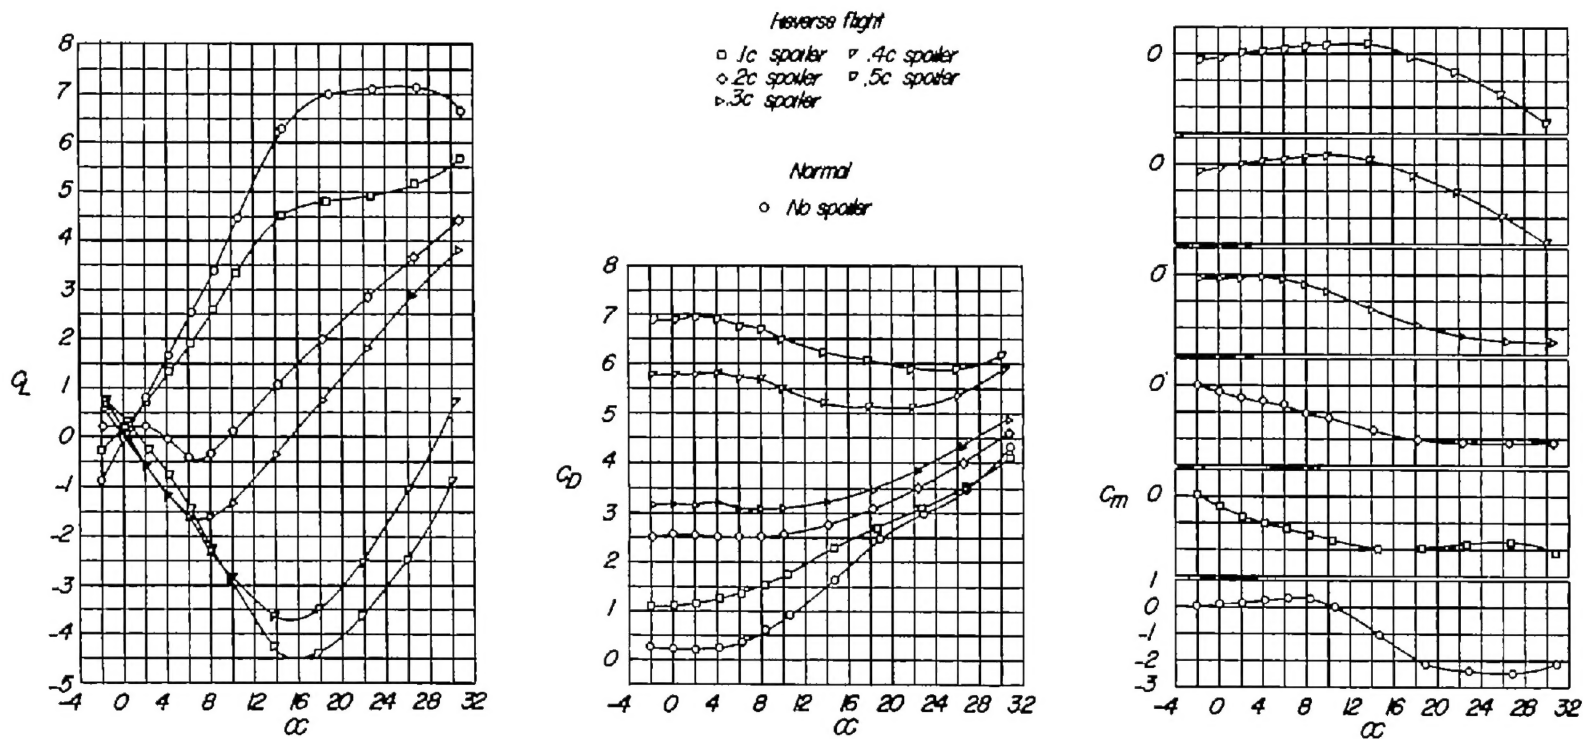 Reverse flight
.1c spoiler .4c spoiler
.2c spoiler .5c spoiler
.3c spoiler
Normal
No spoiler
8
7
6
5
4
3
2
1
0
-1
-2
-3
-4
-5
C_L
-4 0 4 8 12 16 20 24 28 32
α
8
7
6
5
4
3
2
1
0
C_D
-4 0 4 8 12 16 20 24 28 32
α
0
0
0
0
0
C_m
1
0
-1
-2
-3
-4 0 4 8 12 16 20 24 28 32
α